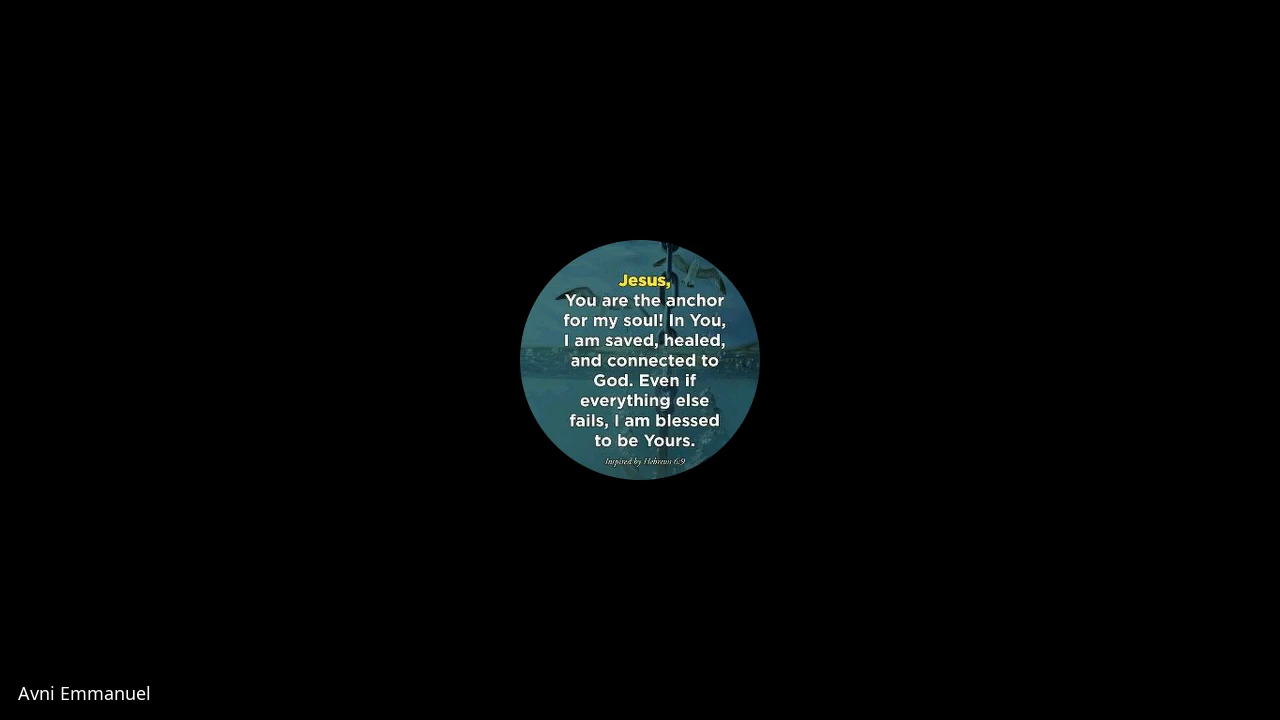 Jesus,
You are the anchor
for my soul! In You,
I am saved, healed,
and connected to
God. Even if
everything else
fails, I am blessed
to be Yours.
Inspired by Hebrews 6:9
Avni Emmanuel